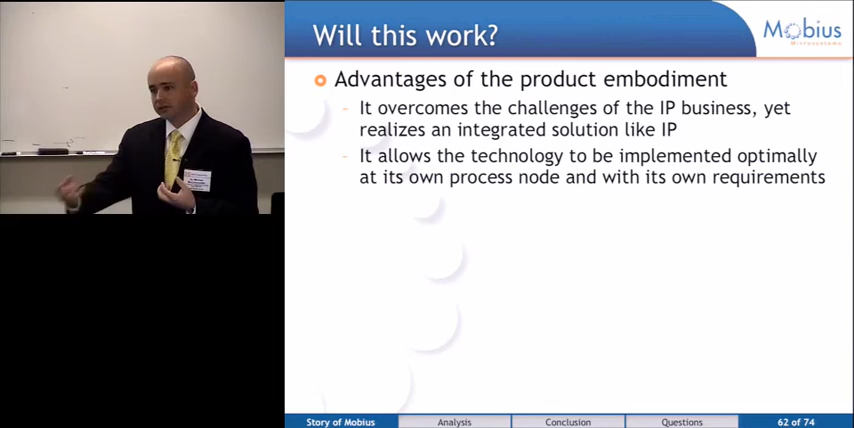 Will this work?
Mobius
Microsystems
Advantages of the product embodiment
- It overcomes the challenges of the IP business, yet
realizes an integrated solution like IP
- It allows the technology to be implemented optimally
at its own process node and with its own requirements
Story of Mobius
Analysis
Conclusion
Questions
62 of 74